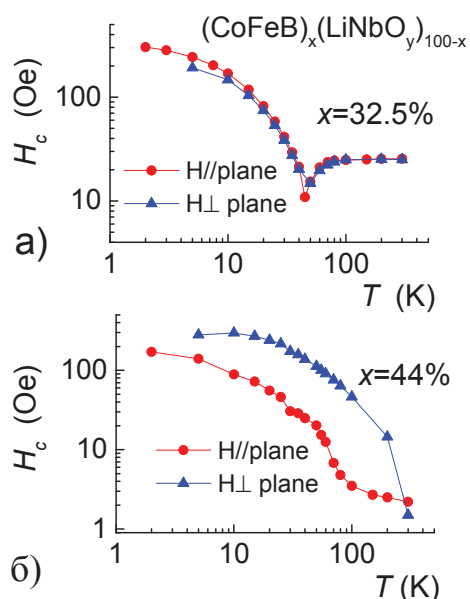 (CoFeB)x(LiNbOy)100-x
Hc (Oe)
100
10
x=32.5%
H//plane
H⊥ plane
а)
1
10
100
T (K)
Hc (Oe)
100
10
1
x=44%
H//plane
H⊥ plane
б)
1
10
100
T (K)